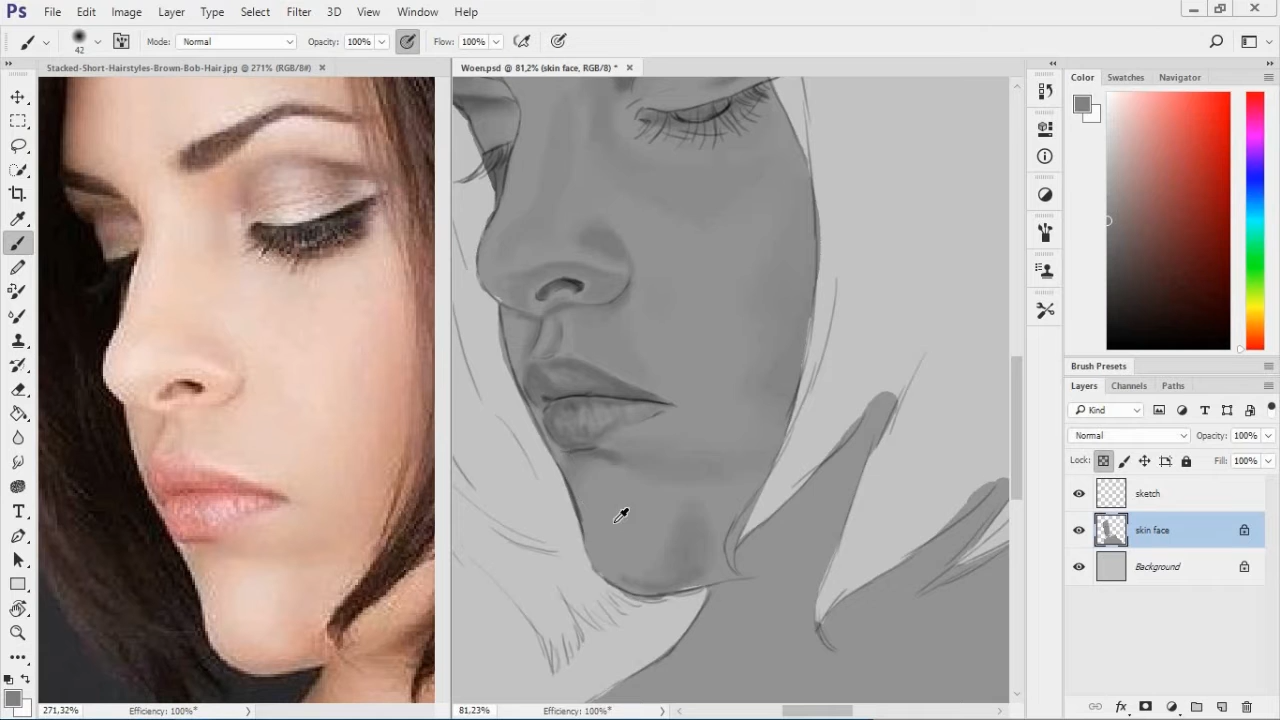 Ps File Edit Image Layer Type Select Filter 3D View Window Help
42 Mode: Normal Opacity: 100% Flow: 100%
Stacked-Short-Hairstyles-Brown-Bob-Hair.jpg @ 271% (RGB/8#) ×
Woen.psd @ 81,2% (skin face, RGB/8) * ×
Color Swatches Navigator
Brush Presets
Layers Channels Paths
Kind
Normal Opacity: 100%
Lock: Fill: 100%
sketch
skin face
Background
271,32% Efficiency: 100%*
81,23% Efficiency: 100%*